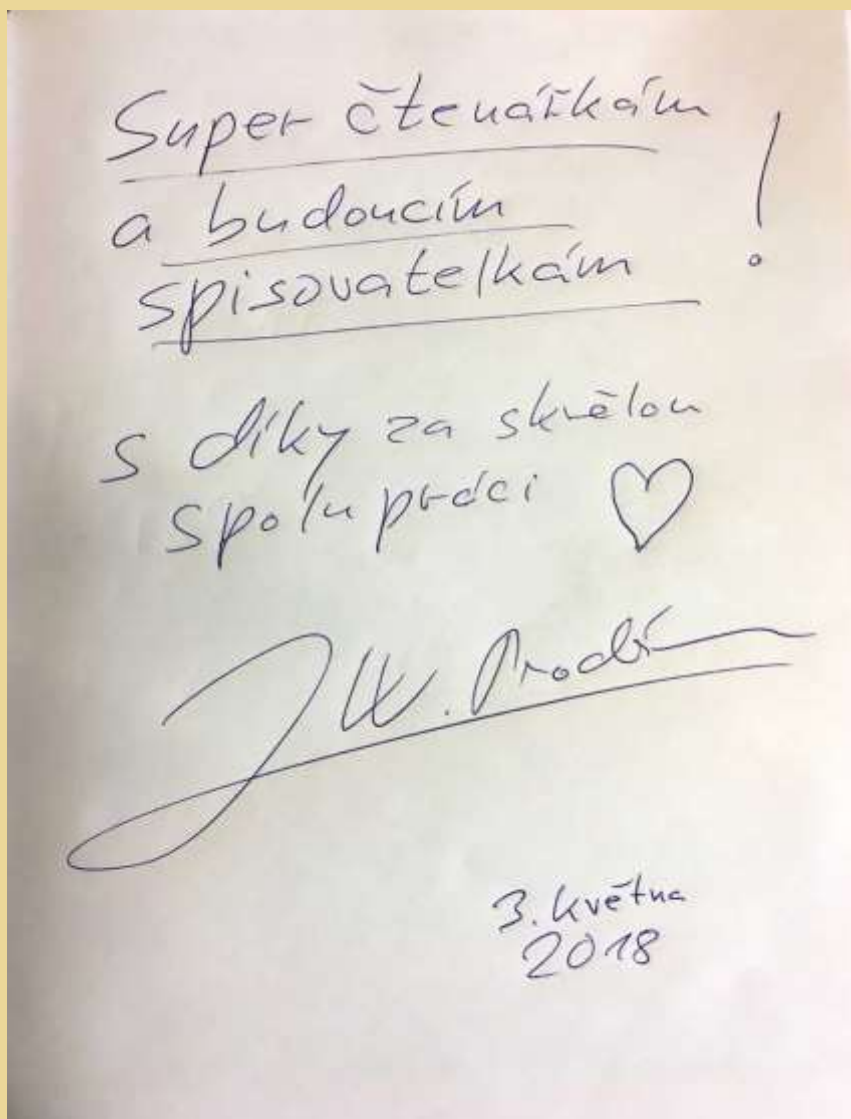 Super čtenářkám
a budoucím
spisovatelkám !
s díky za skvělou
spolupráci
J W.
3. května
2018